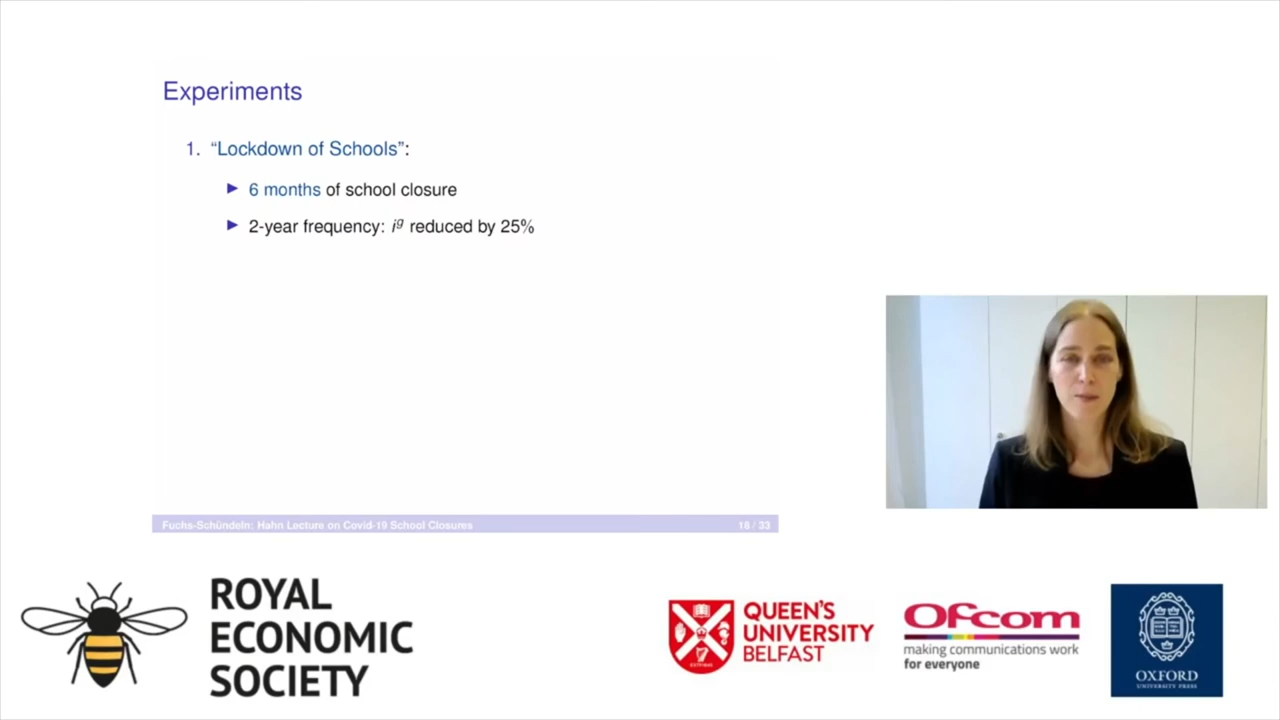 Experiments
1. “Lockdown of Schools”:
▶ 6 months of school closure
▶ 2-year frequency: i^g reduced by 25%
Fuchs-Schündeln: Hahn Lecture on Covid-19 School Closures
18 / 33
ROYAL
ECONOMIC
SOCIETY
QUEEN'S
UNIVERSITY
BELFAST
Ofcom
making communications work
for everyone
OXFORD
UNIVERSITY PRESS